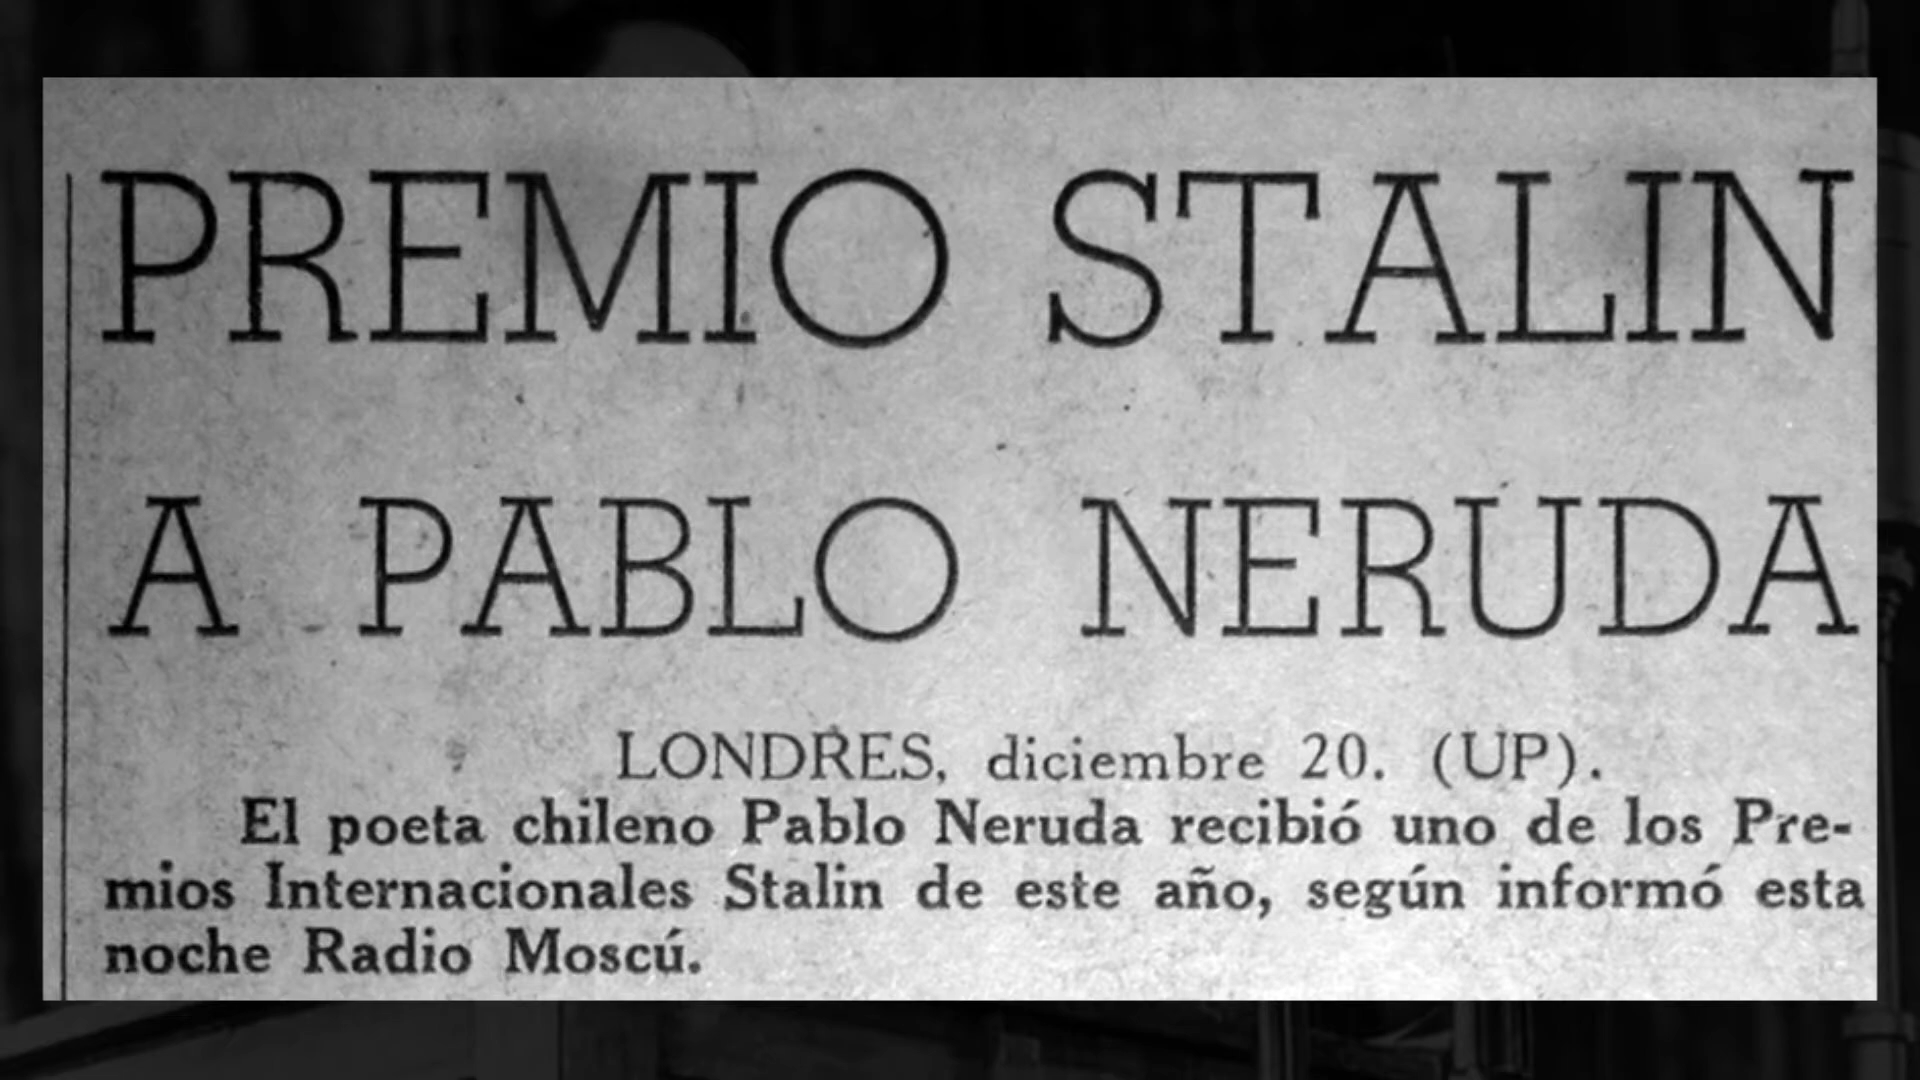 PREMIO STALIN
A PABLO NERUDA
LONDRES, diciembre 20. (UP).
El poeta chileno Pablo Neruda recibió uno de los Pre-
mios Internacionales Stalin de este año, según informó esta
noche Radio Moscú.